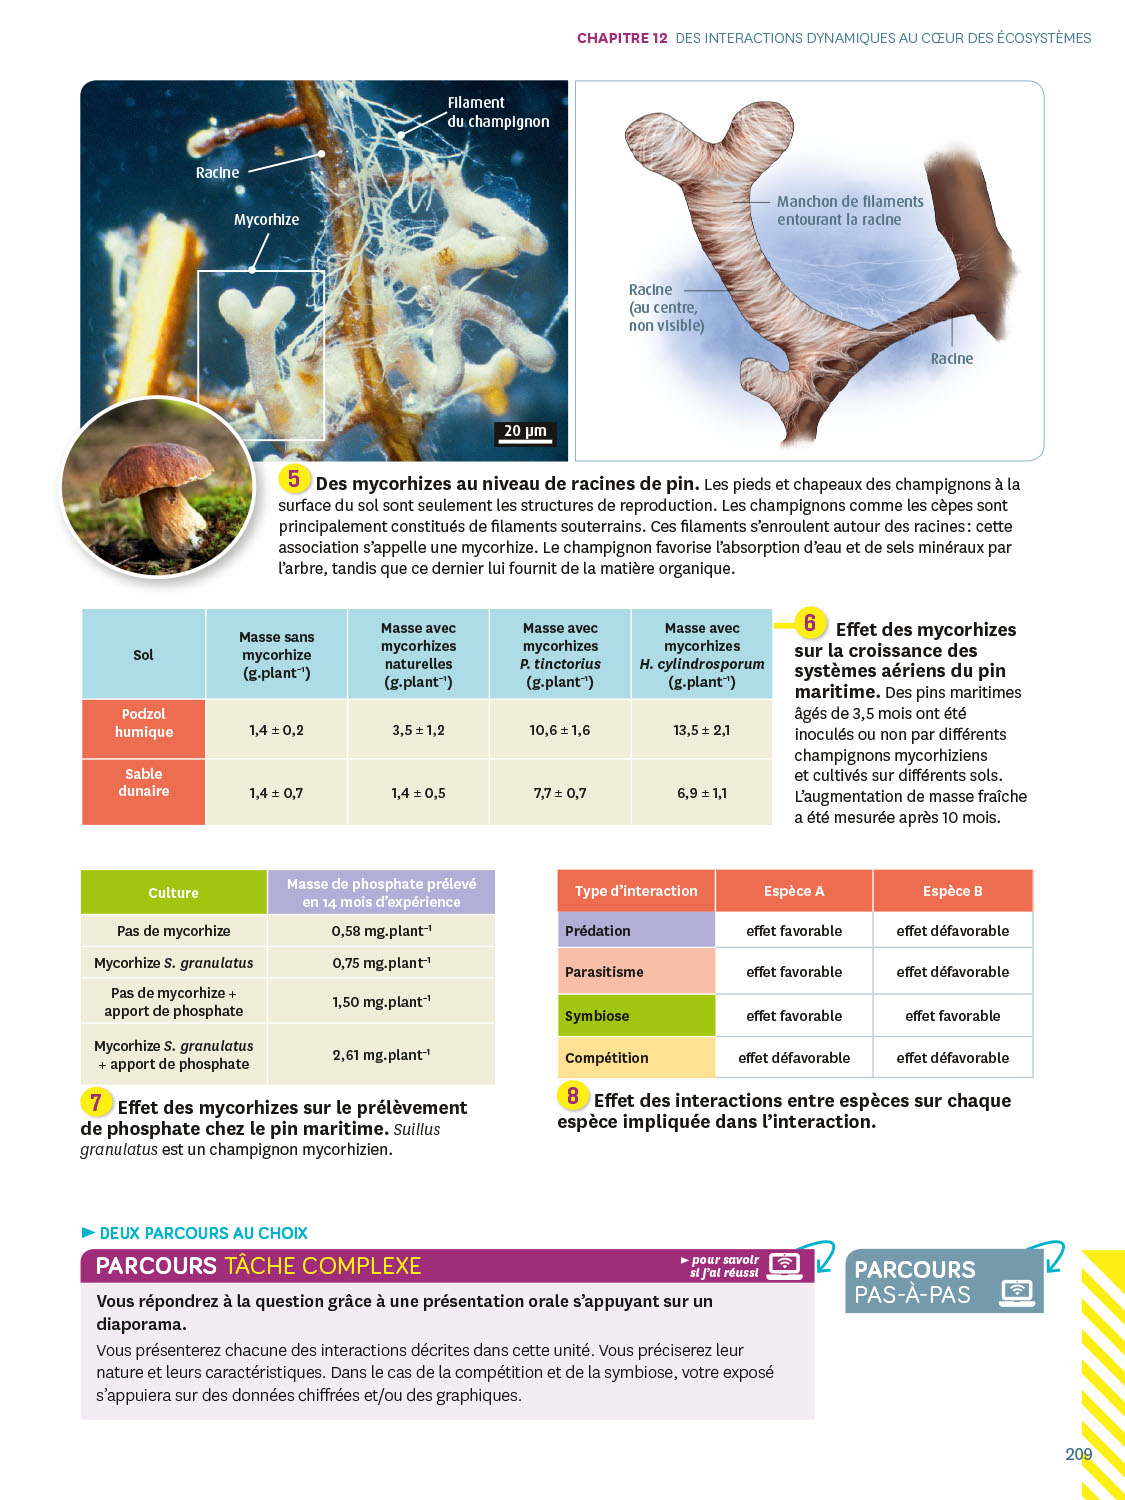 CHAPITRE 12 DES INTERACTIONS DYNAMIQUES AU CŒUR DES ÉCOSYSTÈMES
Filament
du champignon
Racine
Mycorhize
20 µm
Manchon de filaments
entourant la racine
Racine
(au centre,
non visible)
Racine
5 Des mycorhizes au niveau de racines de pin. Les pieds et chapeaux des champignons à la
surface du sol sont seulement les structures de reproduction. Les champignons comme les cèpes sont
principalement constitués de filaments souterrains. Ces filaments s’enroulent autour des racines : cette
association s’appelle une mycorhize. Le champignon favorise l’absorption d’eau et de sels minéraux par
l’arbre, tandis que ce dernier lui fournit de la matière organique.
Sol
Masse sans
mycorhize
(g.plant⁻¹)
Masse avec
mycorhizes
naturelles
(g.plant⁻¹)
Masse avec
mycorhizes
P. tinctorius
(g.plant⁻¹)
Masse avec
mycorhizes
H. cylindrosporum
(g.plant⁻¹)
Podzol
humique
1,4 ± 0,2
3,5 ± 1,2
10,6 ± 1,6
13,5 ± 2,1
Sable
dunaire
1,4 ± 0,7
1,4 ± 0,5
7,7 ± 0,7
6,9 ± 1,1
6 Effet des mycorhizes
sur la croissance des
systèmes aériens du pin
maritime. Des pins maritimes
âgés de 3,5 mois ont été
inoculés ou non par différents
champignons mycorhiziens
et cultivés sur différents sols.
L’augmentation de masse fraîche
a été mesurée après 10 mois.
Culture
Masse de phosphate prélevé
en 14 mois d’expérience
Pas de mycorhize
0,58 mg.plant⁻¹
Mycorhize S. granulatus
0,75 mg.plant⁻¹
Pas de mycorhize +
apport de phosphate
1,50 mg.plant⁻¹
Mycorhize S. granulatus
+ apport de phosphate
2,61 mg.plant⁻¹
7 Effet des mycorhizes sur le prélèvement
de phosphate chez le pin maritime. Suillus
granulatus est un champignon mycorhizien.
Type d’interaction
Espèce A
Espèce B
Prédation
effet favorable
effet défavorable
Parasitisme
effet favorable
effet défavorable
Symbiose
effet favorable
effet favorable
Compétition
effet défavorable
effet défavorable
8 Effet des interactions entre espèces sur chaque
espèce impliquée dans l’interaction.
► DEUX PARCOURS AU CHOIX
PARCOURS TÂCHE COMPLEXE
► pour savoir
si j’ai réussi
Vous répondrez à la question grâce à une présentation orale s’appuyant sur un
diaporama.
Vous présenterez chacune des interactions décrites dans cette unité. Vous préciserez leur
nature et leurs caractéristiques. Dans le cas de la compétition et de la symbiose, votre exposé
s’appuiera sur des données chiffrées et/ou des graphiques.
PARCOURS
PAS-À-PAS
209